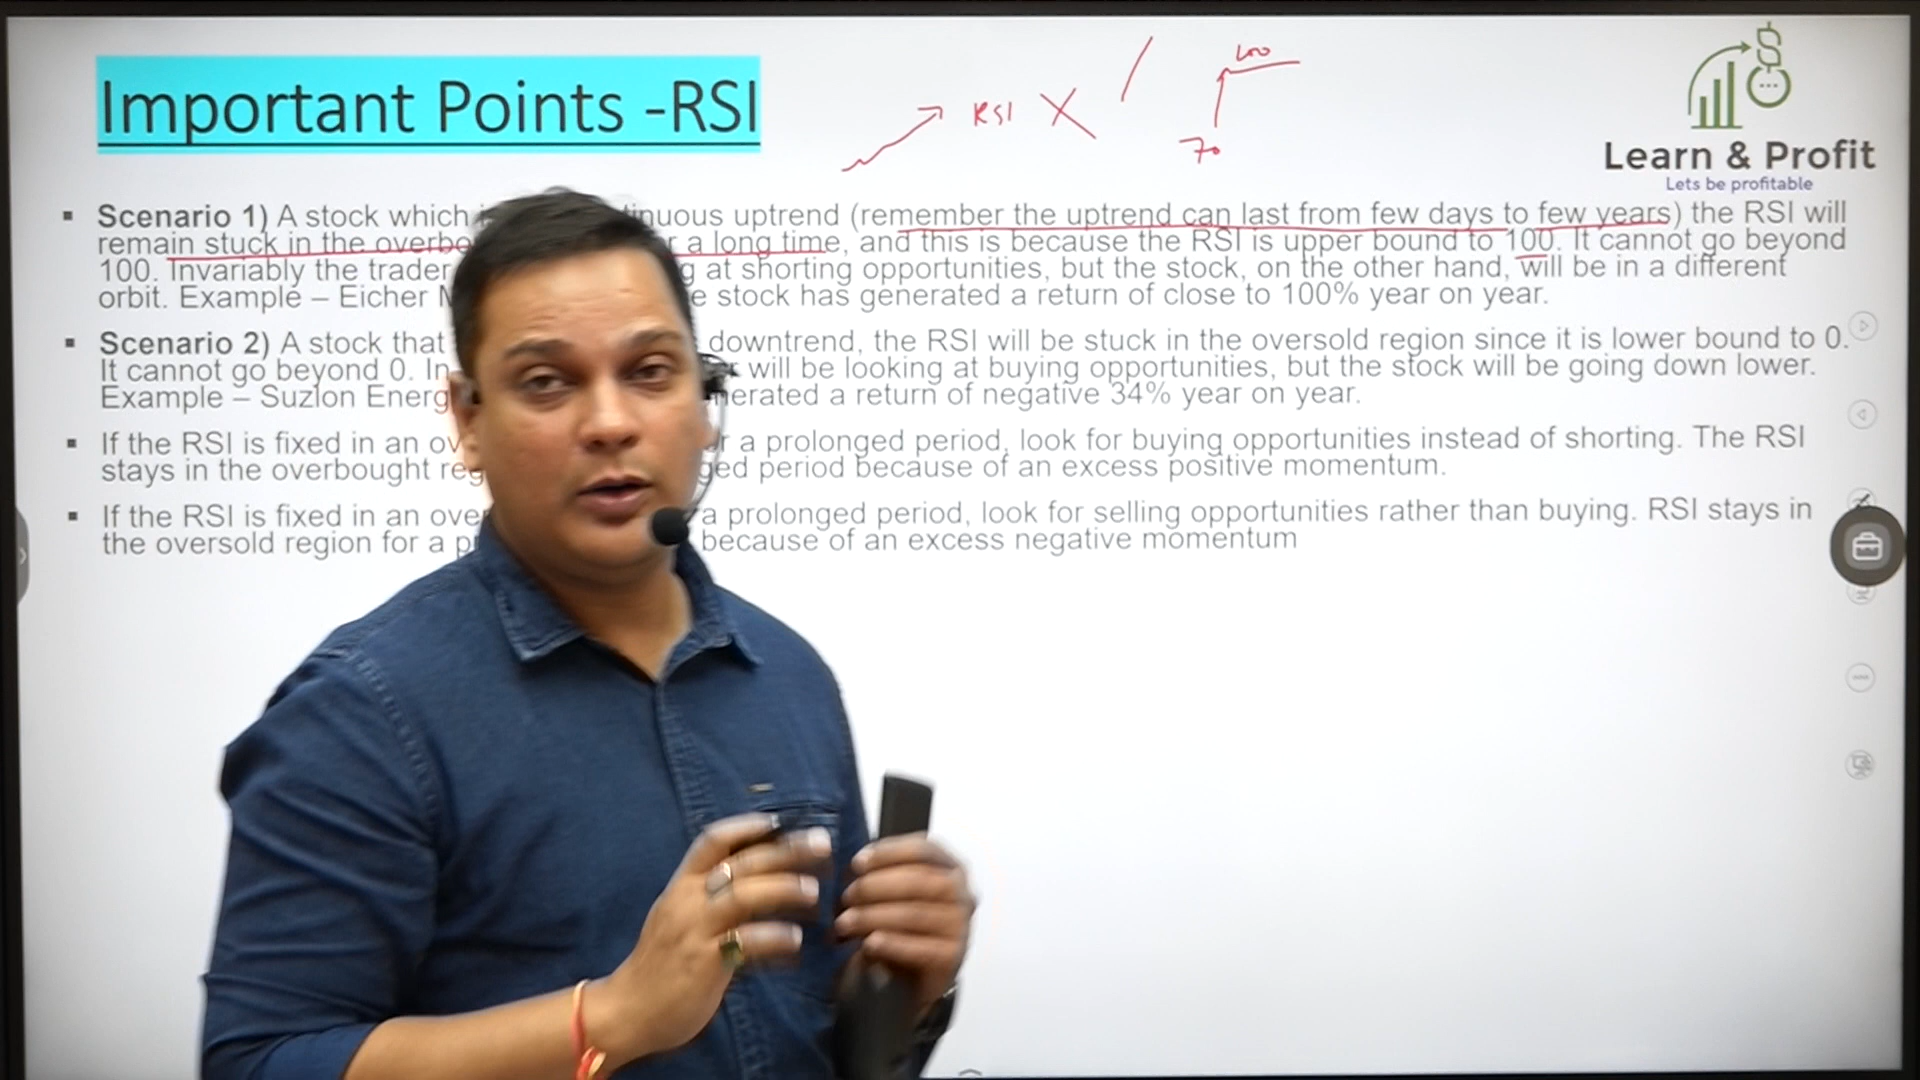 Important Points -RSI
RSI
100
70
Learn & Profit
Lets be profitable
Scenario 1) A stock which uptrend (remember the uptrend can last from few days to few years) the RSI will
remain stuck in the a long time, and this is because the RSI is upper bound to 100. It cannot go beyond
100. Invariably the trader at shorting opportunities, but the stock, on the other hand, will be in a different
orbit. Example – Eicher stock has generated a return of close to 100% year on year.
Scenario 2) A stock that downtrend, the RSI will be stuck in the oversold region since it is lower bound to 0.
It cannot go beyond 0. will be looking at buying opportunities, but the stock will be going down lower.
Example – Suzlon a return of negative 34% year on year.
If the RSI is fixed in an a prolonged period, look for buying opportunities instead of shorting. The RSI
stays in the overbought period because of an excess positive momentum.
If the RSI is fixed in an a prolonged period, look for selling opportunities rather than buying. RSI stays in
the oversold region for a because of an excess negative momentum